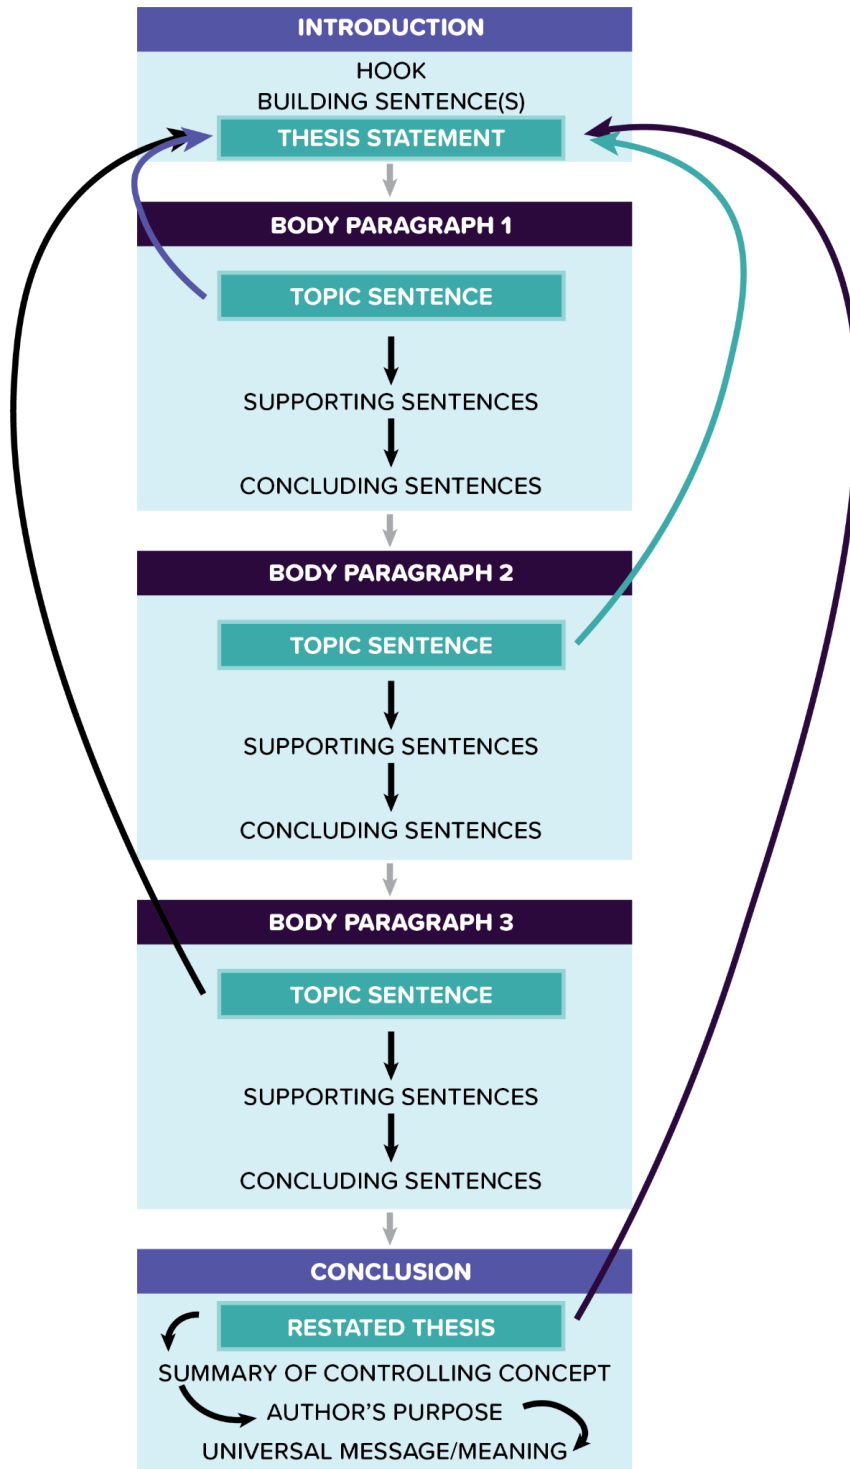 INTRODUCTION
HOOK
BUILDING SENTENCE(S)
THESIS STATEMENT
BODY PARAGRAPH 1
TOPIC SENTENCE
SUPPORTING SENTENCES
CONCLUDING SENTENCES
BODY PARAGRAPH 2
TOPIC SENTENCE
SUPPORTING SENTENCES
CONCLUDING SENTENCES
BODY PARAGRAPH 3
TOPIC SENTENCE
SUPPORTING SENTENCES
CONCLUDING SENTENCES
CONCLUSION
RESTATED THESIS
SUMMARY OF CONTROLLING CONCEPT
AUTHOR'S PURPOSE
UNIVERSAL MESSAGE/MEANING